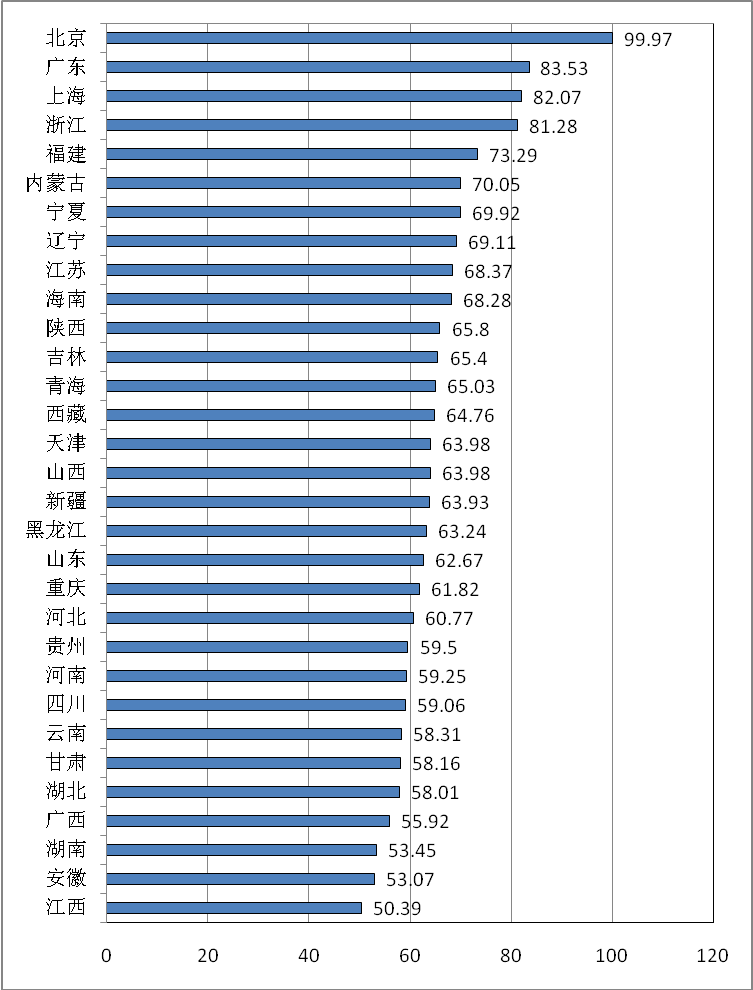 北京 99.97
广东 83.53
上海 82.07
浙江 81.28
福建 73.29
内蒙古 70.05
宁夏 69.92
辽宁 69.11
江苏 68.37
海南 68.28
陕西 65.8
吉林 65.4
青海 65.03
西藏 64.76
天津 63.98
山西 63.98
新疆 63.93
黑龙江 63.24
山东 62.67
重庆 61.82
河北 60.77
贵州 59.5
河南 59.25
四川 59.06
云南 58.31
甘肃 58.16
湖北 58.01
广西 55.92
湖南 53.45
安徽 53.07
江西 50.39
0 20 40 60 80 100 120